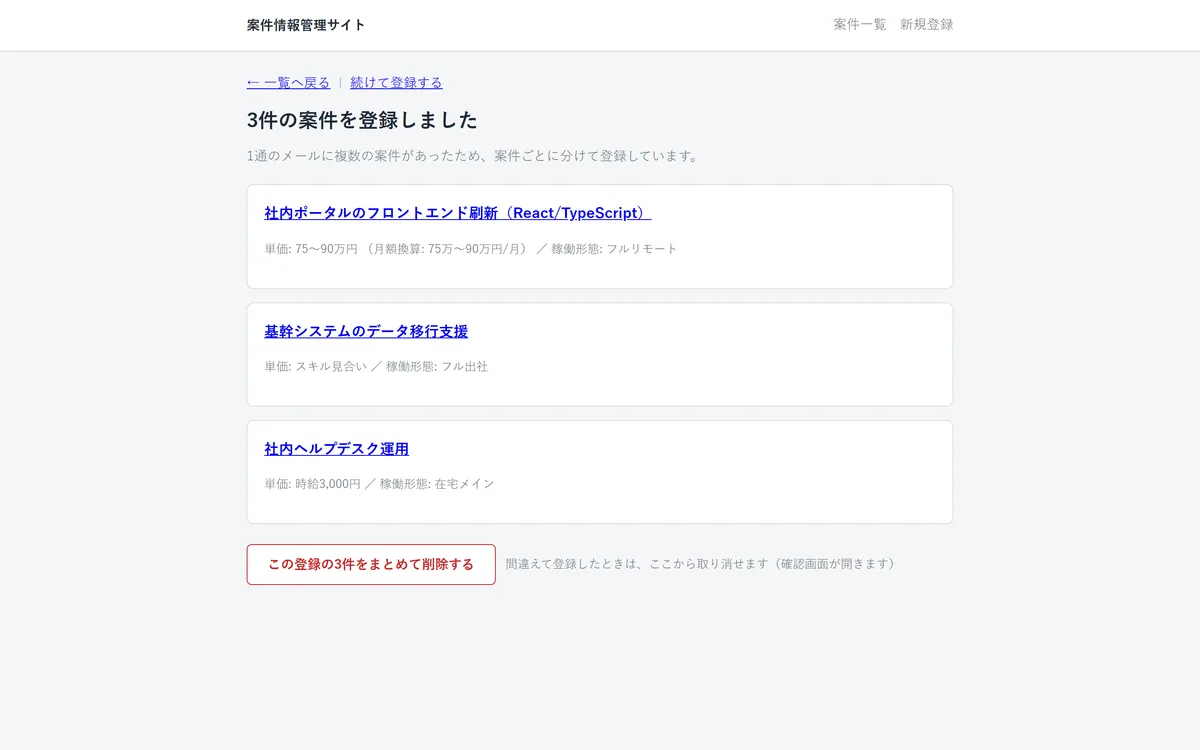 案件情報管理サイト
案件一覧 新規登録
← 一覧へ戻る | 続けて登録する
3件の案件を登録しました
1通のメールに複数の案件があったため、案件ごとに分けて登録しています。
社内ポータルのフロントエンド刷新（React/TypeScript）
単価: 75〜90万円 （月額換算: 75万〜90万円/月） ／ 稼働形態: フルリモート
基幹システムのデータ移行支援
単価: スキル見合い ／ 稼働形態: フル出社
社内ヘルプデスク運用
単価: 時給3,000円 ／ 稼働形態: 在宅メイン
この登録の3件をまとめて削除する
間違えて登録したときは、ここから取り消せます（確認画面が開きます）